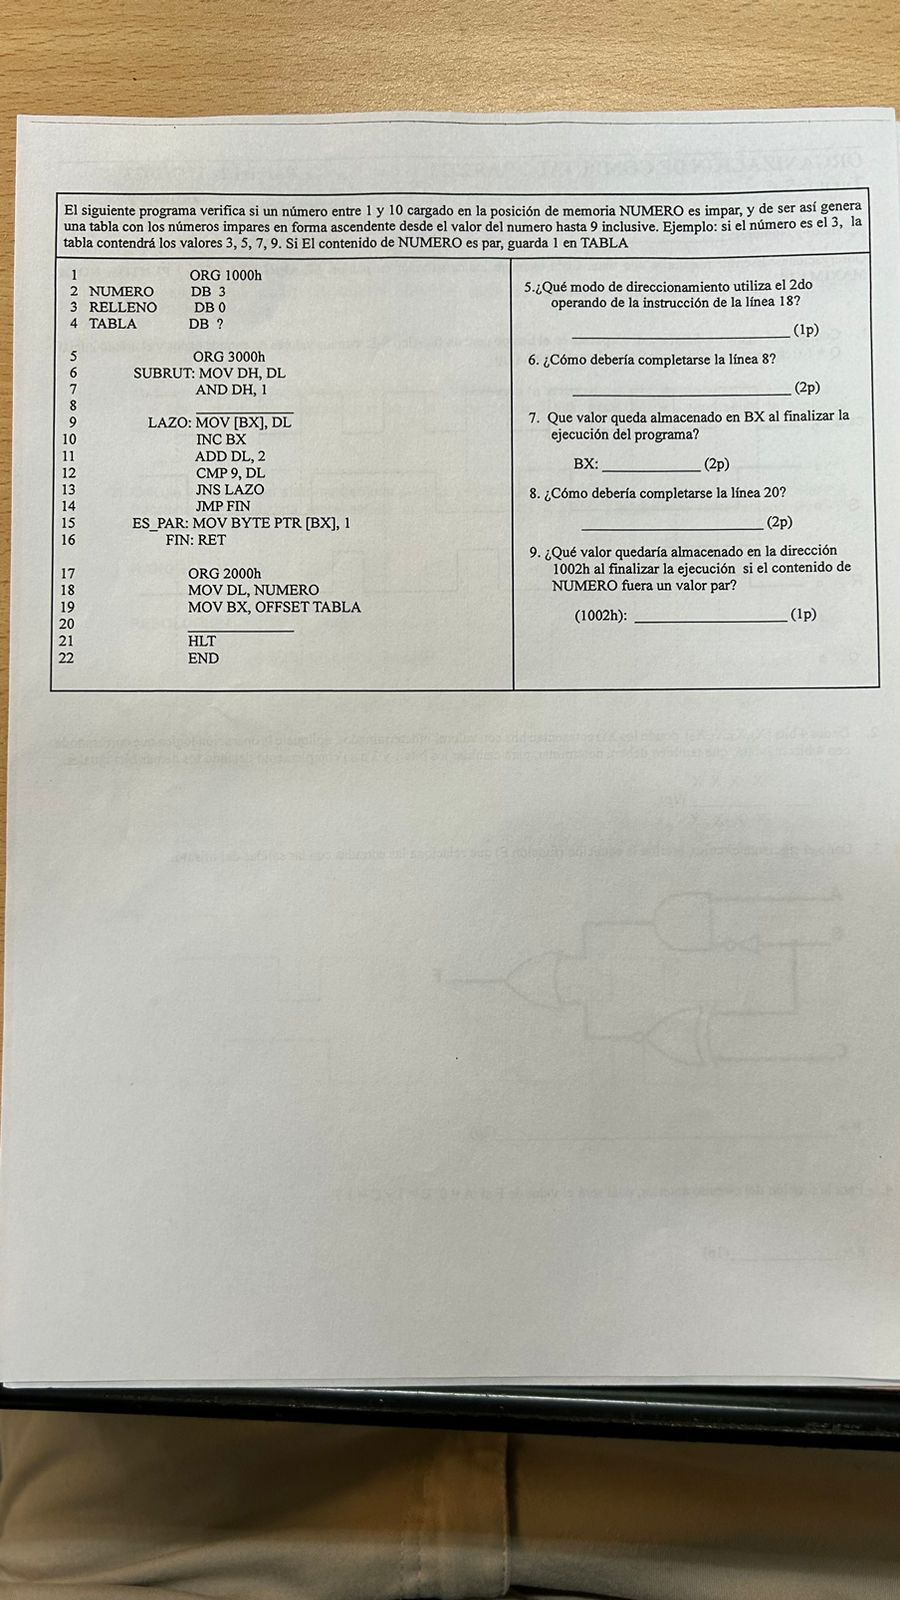 El siguiente programa verifica si un número entre 1 y 10 cargado en la posición de memoria NUMERO es impar, y de ser así genera
una tabla con los números impares en forma ascendente desde el valor del numero hasta 9 inclusive. Ejemplo: si el número es el 3, la
tabla contendrá los valores 3, 5, 7, 9. Si El contenido de NUMERO es par, guarda 1 en TABLA
1 ORG 1000h
2 NUMERO DB 3
3 RELLENO DB 0
4 TABLA DB ?
5 ORG 3000h
6 SUBRUT: MOV DH, DL
7 AND DH, 1
8 ____________
9 LAZO: MOV [BX], DL
10 INC BX
11 ADD DL, 2
12 CMP 9, DL
13 JNS LAZO
14 JMP FIN
15 ES_PAR: MOV BYTE PTR [BX], 1
16 FIN: RET
17 ORG 2000h
18 MOV DL, NUMERO
19 MOV BX, OFFSET TABLA
20 ____________
21 HLT
22 END
5.¿Qué modo de direccionamiento utiliza el 2do
operando de la instrucción de la línea 18?
____________________________ (1p)
6. ¿Cómo debería completarse la línea 8?
____________________________ (2p)
7. Que valor queda almacenado en BX al finalizar la
ejecución del programa?
BX: ____________ (2p)
8. ¿Cómo debería completarse la línea 20?
_______________________ (2p)
9. ¿Qué valor quedaría almacenado en la dirección
1002h al finalizar la ejecución si el contenido de
NUMERO fuera un valor par?
(1002h): ___________________ (1p)